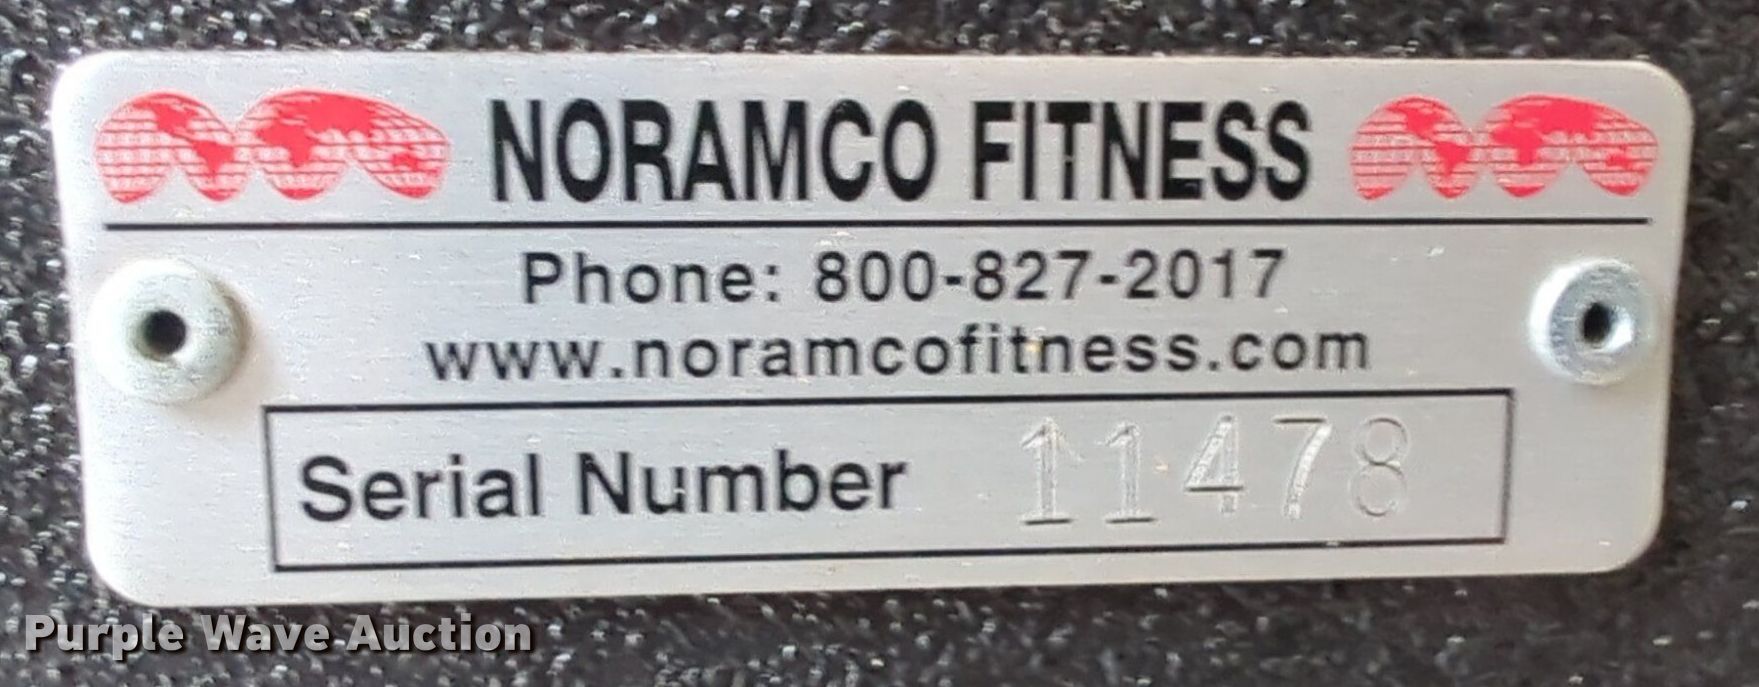 NORAMCO FITNESS
Phone: 800-827-2017
www.noramcofitness.com
Serial Number 11478
Purple Wave Auction